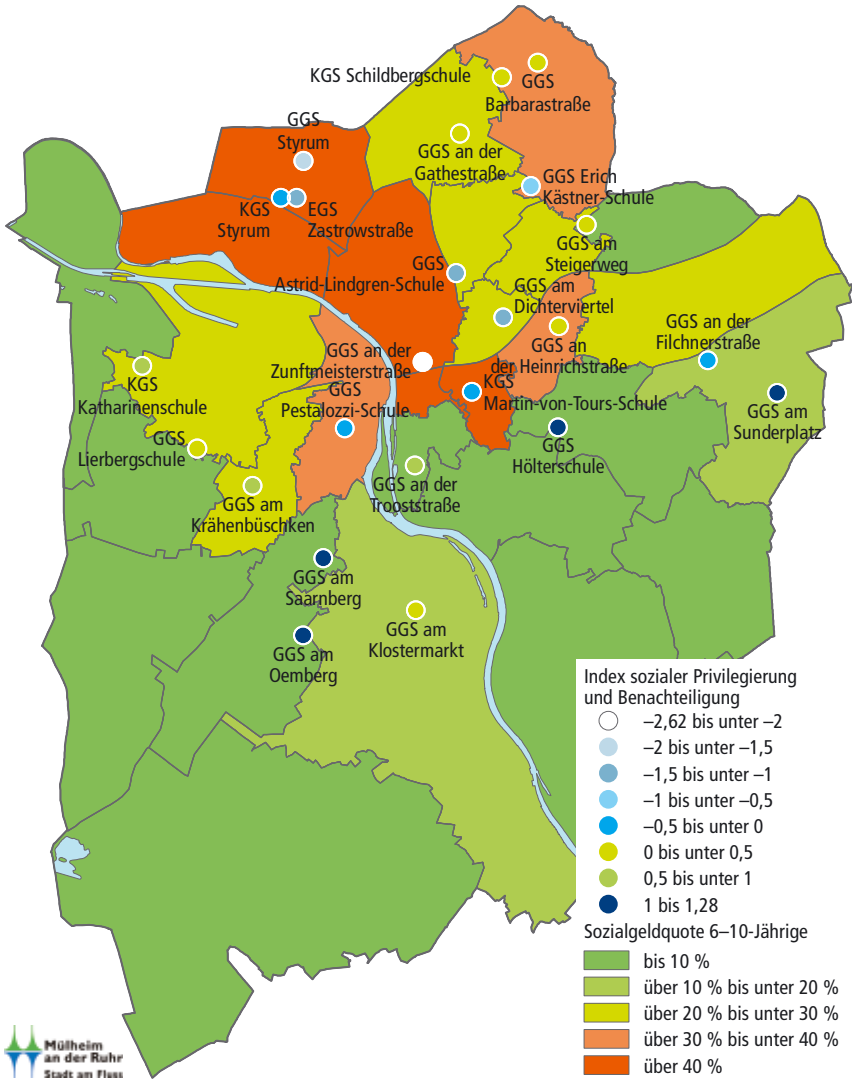 KGS Schildbergschule
GGS
Barbarastraße
GGS
Styrum
GGS an der
Gathestraße
GGS Erich
Kästner-Schule
KGS
Styrum
EGS
Zastrowstraße
GGS am
Steigerweg
GGS
Astrid-Lindgren-Schule
GGS am
Dichterviertel
GGS an der
Filchnerstraße
GGS an der
Zunftmeisterstraße
GGS an
der Heinrichstraße
KGS
Katharinenschule
GGS
Pestalozzi-Schule
KGS
Martin-von-Tours-Schule
GGS am
Sunderplatz
GGS
Lierbergschule
GGS
Hölterschule
GGS an der
Trooststraße
GGS am
Krähenbüschken
GGS am
Saarnberg
GGS am
Klostermarkt
GGS am
Oemberg
Index sozialer Privilegierung
und Benachteiligung
–2,62 bis unter –2
–2 bis unter –1,5
–1,5 bis unter –1
–1 bis unter –0,5
–0,5 bis unter 0
0 bis unter 0,5
0,5 bis unter 1
1 bis 1,28
Sozialgeldquote 6–10-Jährige
bis 10 %
über 10 % bis unter 20 %
über 20 % bis unter 30 %
über 30 % bis unter 40 %
über 40 %
Mülheim
an der Ruhr
Stadt am Fluss